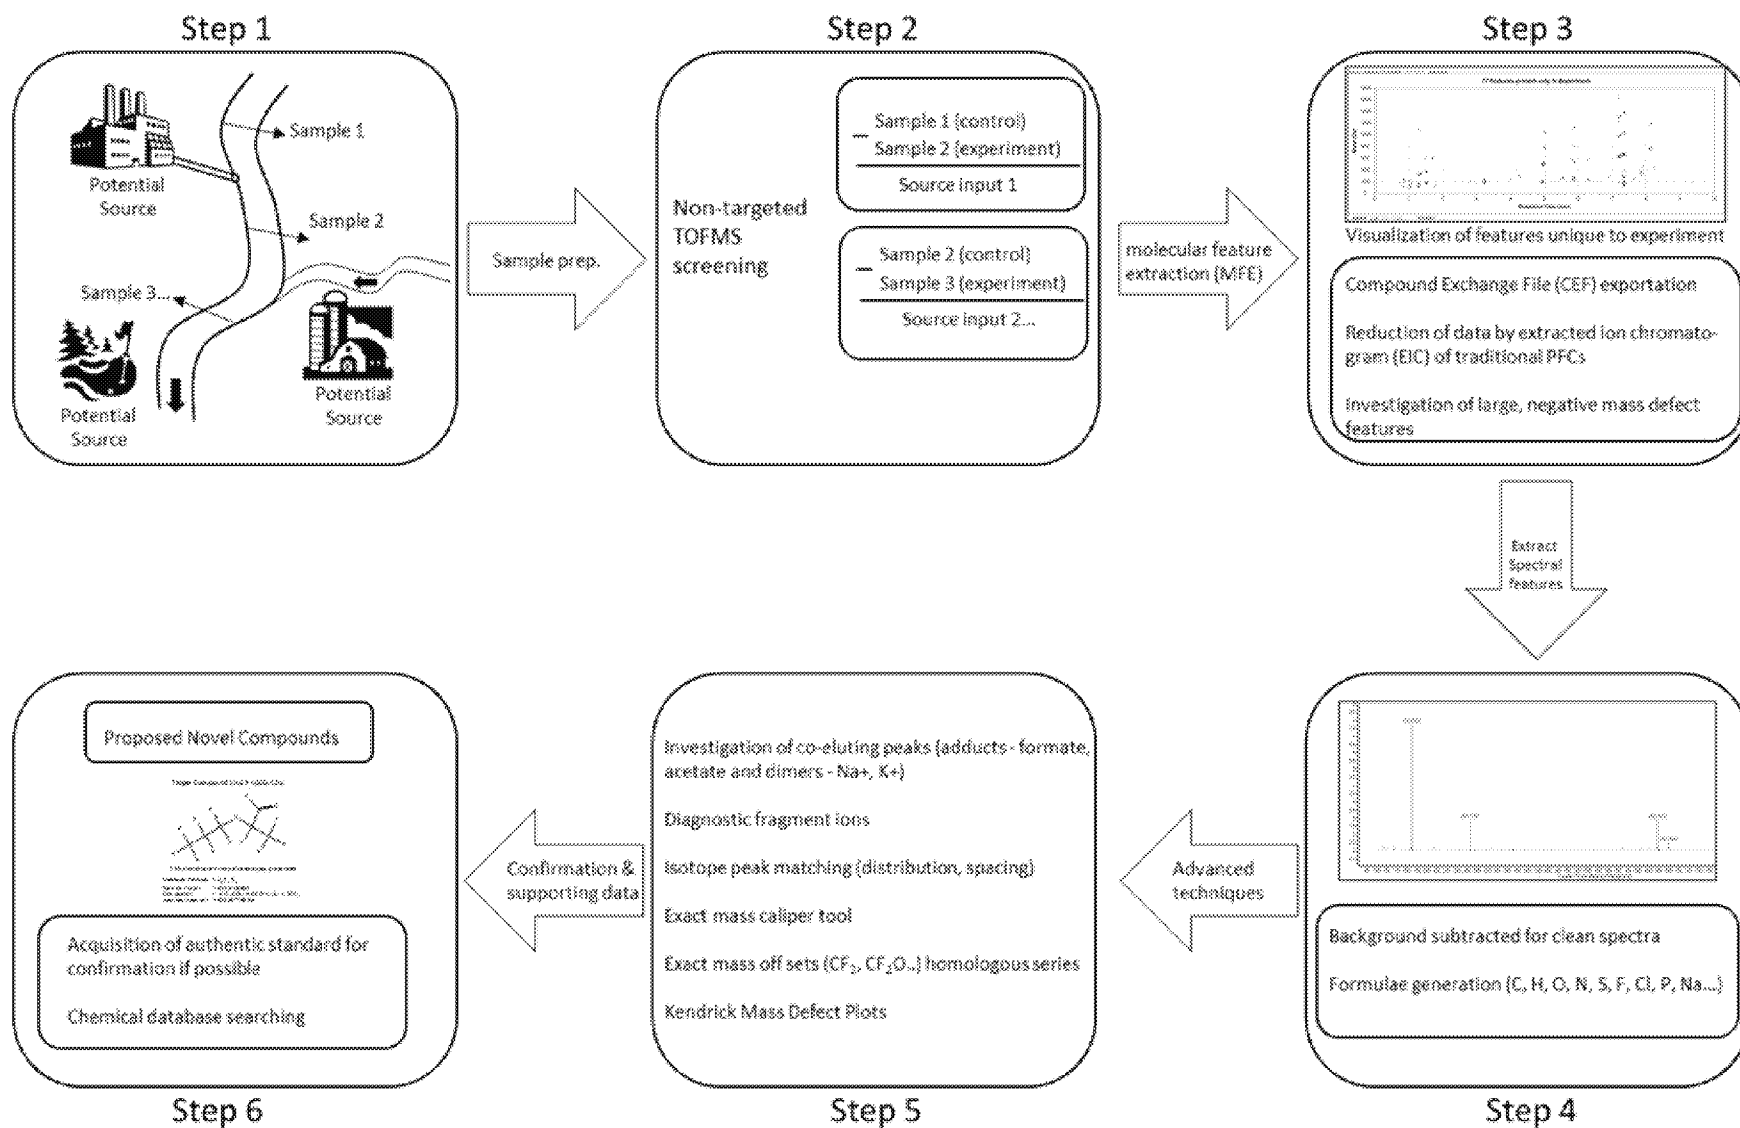 Step 1
Sample 1
Potential
Source
Sample 2
Sample 3...
Potential
Source
Potential
Source
Sample prep.
Step 2
Non-targeted
TOFMS
screening
Sample 1 (control)
Sample 2 (experiment)
Source input 1
Sample 2 (control)
Sample 3 (experiment)
Source input 2...
molecular feature
extraction (MFE)
Step 3
Visualization of features unique to experiment
Compound Exchange File (CEF) exportation
Reduction of data by extracted ion chromato-
gram (EIC) of traditional PFCs
Investigation of large, negative mass defect
features
Extract
Spectral
features
Background subtracted for clean spectra
Formulae generation (C, H, O, N, S, F, Cl, P, Na...)
Step 4
Advanced
techniques
Investigation of co-eluting peaks (adducts - formate,
acetate and dimers - Na+, K+)
Diagnostic fragment ions
Isotope peak matching (distribution, spacing)
Exact mass caliper tool
Exact mass off sets (CF₂, CF₂O..) homologous series
Kendrick Mass Defect Plots
Step 5
Confirmation &
supporting data
Proposed Novel Compounds
Acquisition of authentic standard for
confirmation if possible
Chemical database searching
Step 6